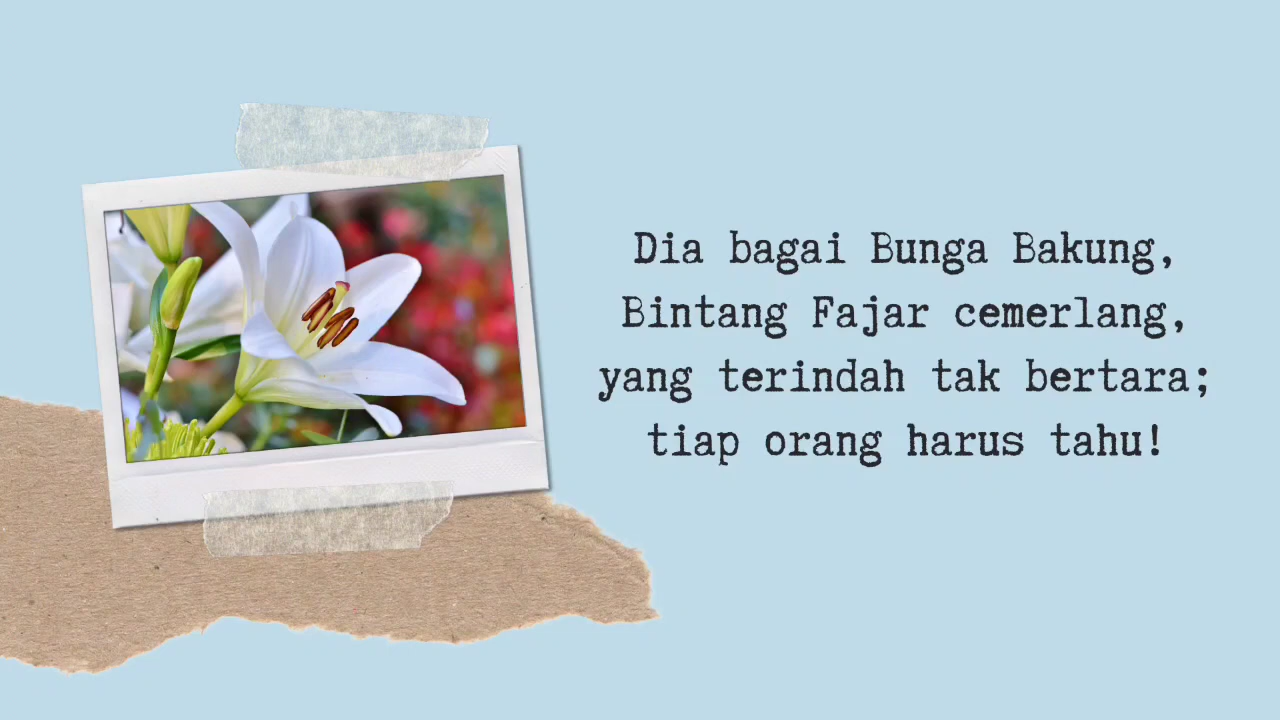 Dia bagai Bunga Bakung,
Bintang Fajar cemerlang,
yang terindah tak bertara;
tiap orang harus tahu!